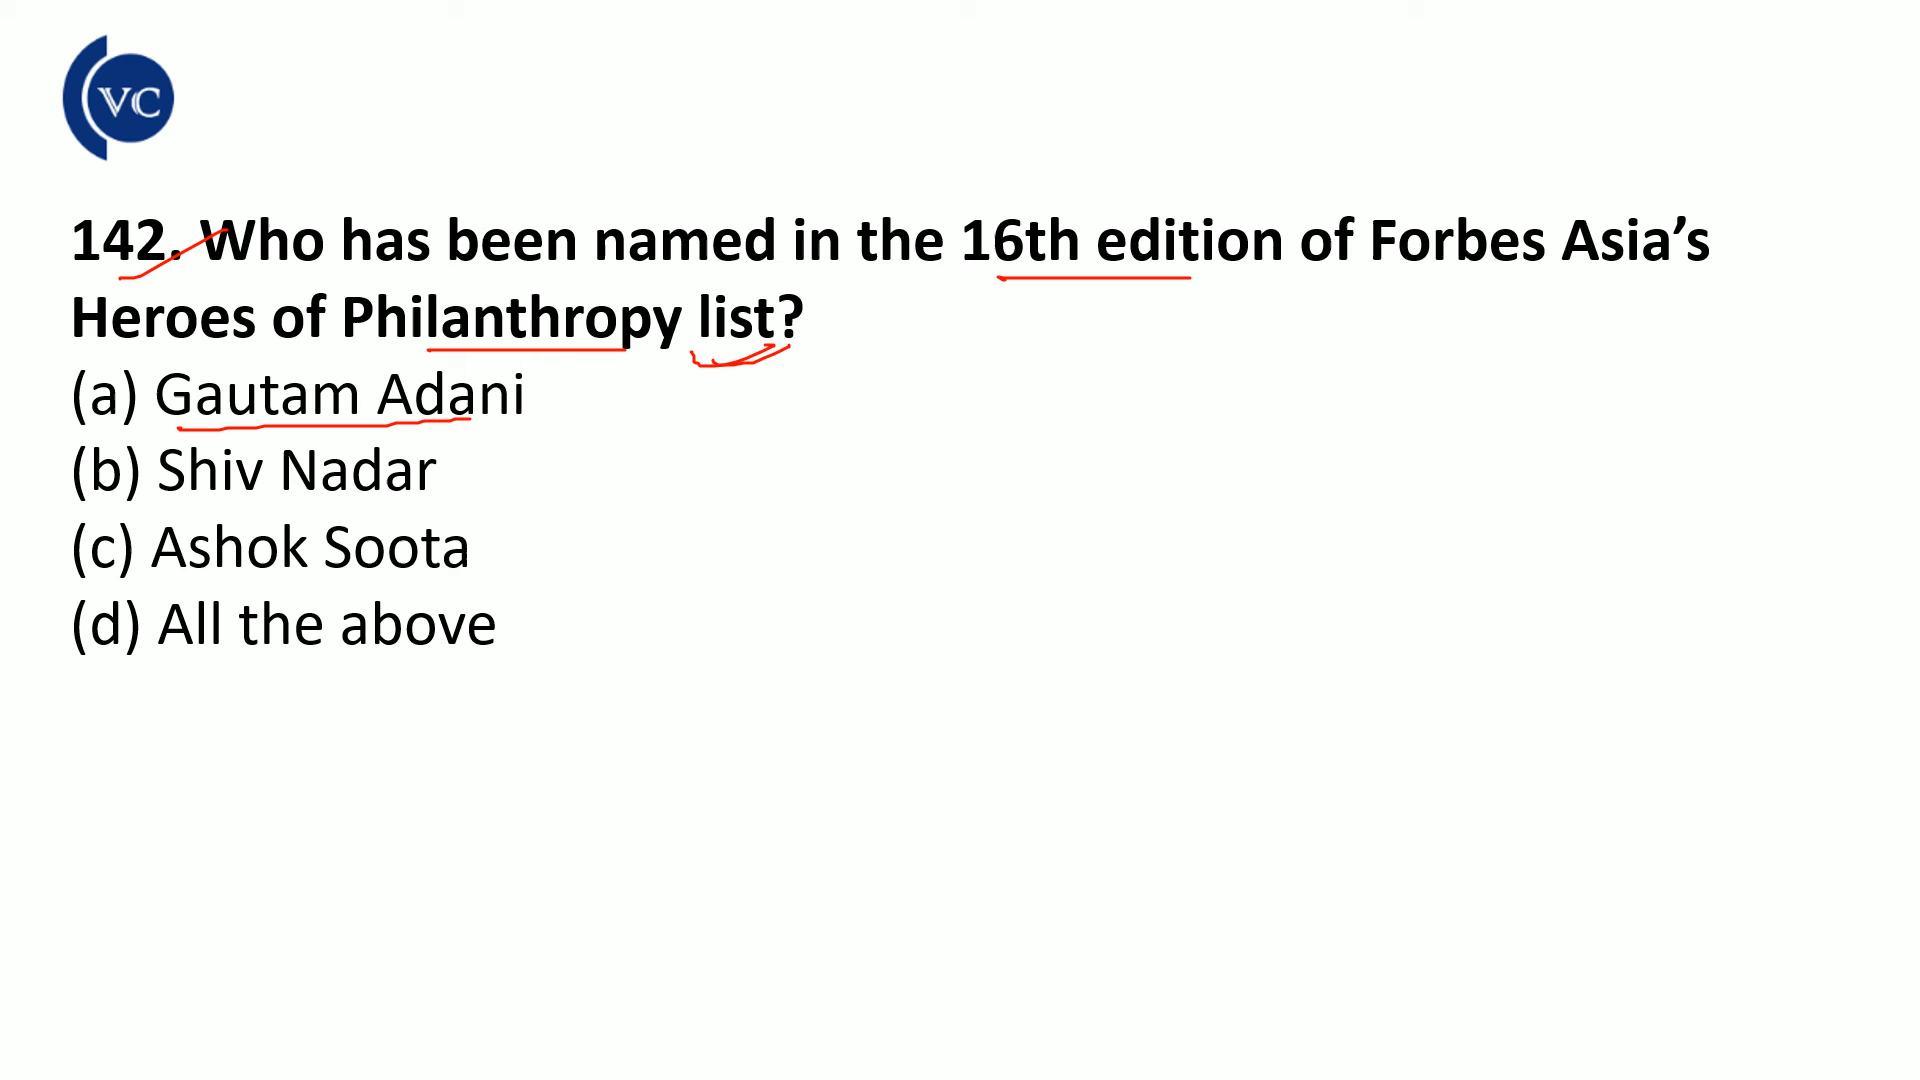 VC
142. Who has been named in the 16th edition of Forbes Asia’s
Heroes of Philanthropy list?
(a) Gautam Adani
(b) Shiv Nadar
(c) Ashok Soota
(d) All the above